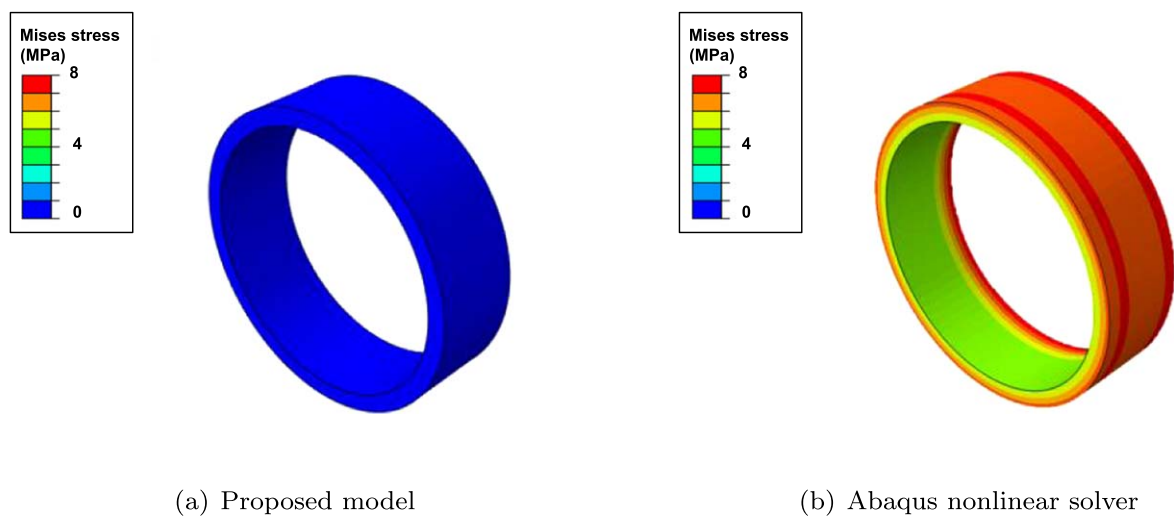 Mises stress
(MPa)
8
4
0
Mises stress
(MPa)
8
4
0
(a) Proposed model
(b) Abaqus nonlinear solver